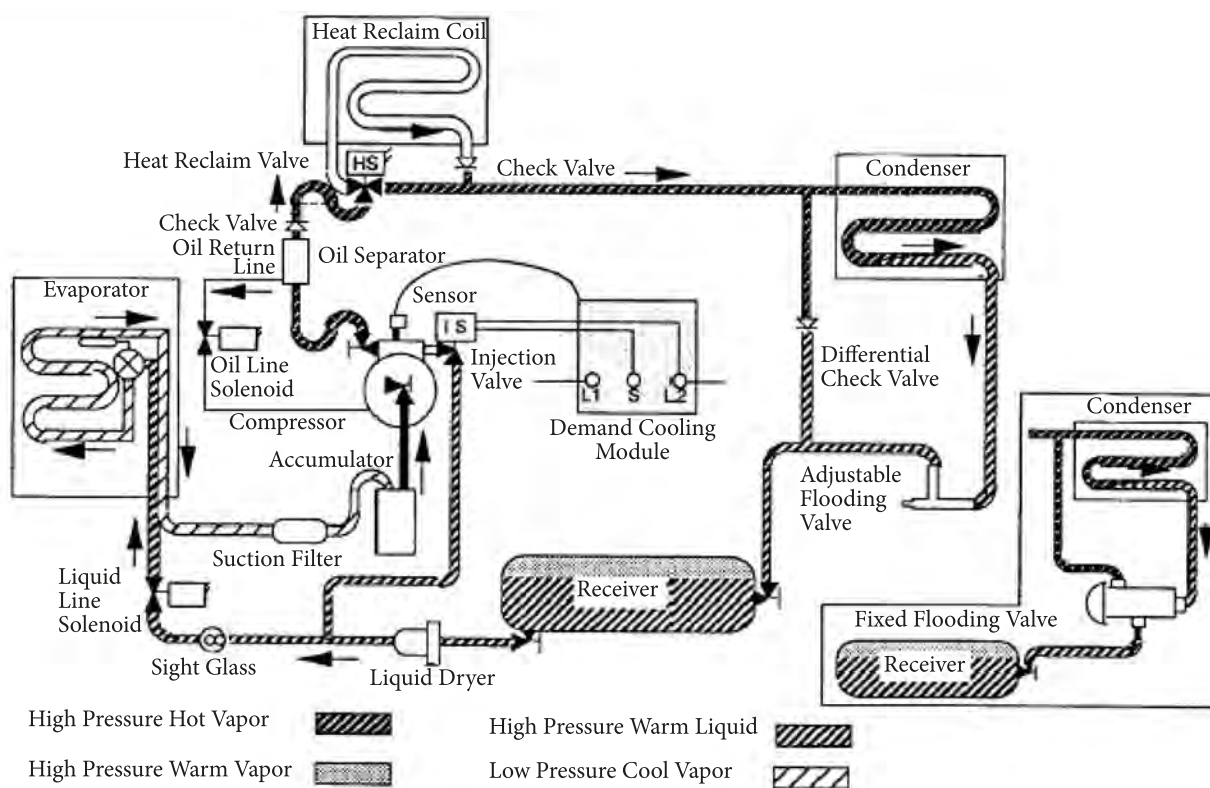 Heat Reclaim Coil
Heat Reclaim Valve
HS
Check Valve
Condenser
Check Valve
Oil Return
Line
Oil Separator
Evaporator
Sensor
I S
Injection
Valve
L1
S
L2
Differential
Check Valve
Oil Line
Solenoid
Compressor
Demand Cooling
Module
Condenser
Accumulator
Adjustable
Flooding
Valve
Suction Filter
Liquid
Line
Solenoid
Receiver
Fixed Flooding Valve
Sight Glass
Liquid Dryer
Receiver
High Pressure Hot Vapor
High Pressure Warm Liquid
High Pressure Warm Vapor
Low Pressure Cool Vapor